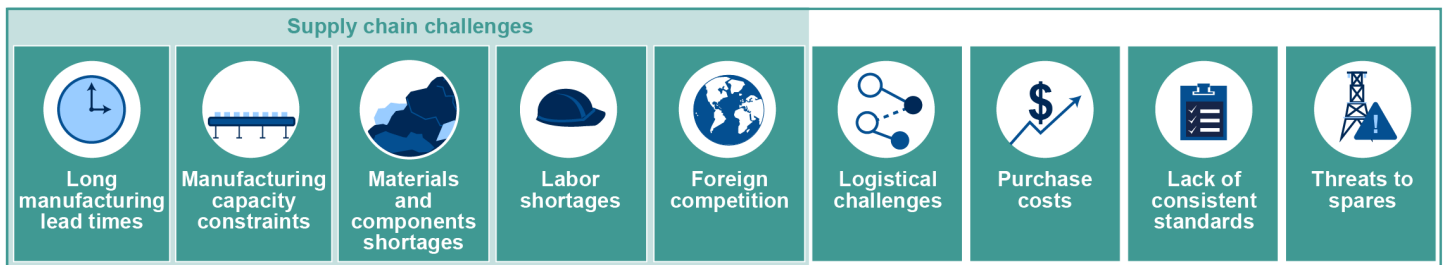 Supply chain challenges
Long
manufacturing
lead times
Manufacturing
capacity
constraints
Materials
and
components
shortages
Labor
shortages
Foreign
competition
Logistical
challenges
$
Purchase
costs
Lack of
consistent
standards
!
Threats to
spares